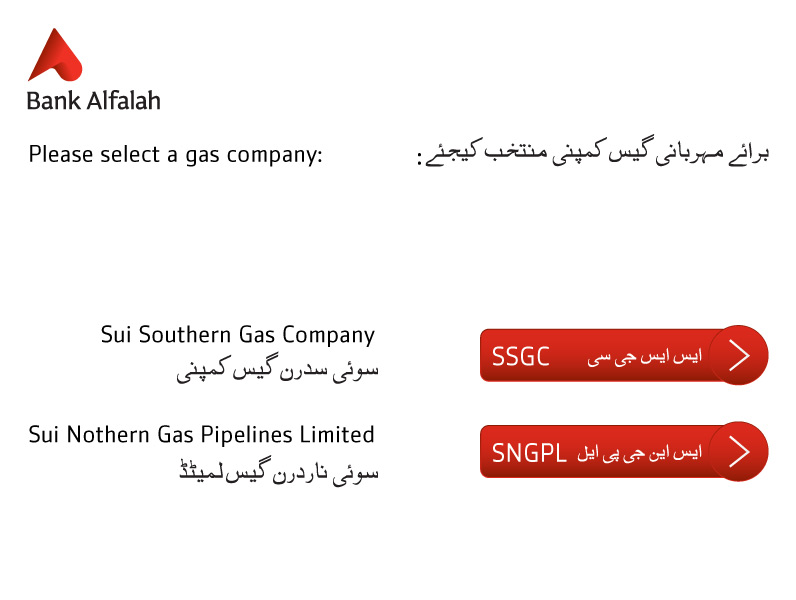 Bank Alfalah
Please select a gas company:
برائے مہربانی گیس کمپنی منتخب کیجئے:
Sui Southern Gas Company
سوئی سدرن گیس کمپنی
SSGC ایس ایس جی سی
Sui Nothern Gas Pipelines Limited
سوئی ناردرن گیس لمیٹٹڈ
SNGPL ایس این جی پی ایل